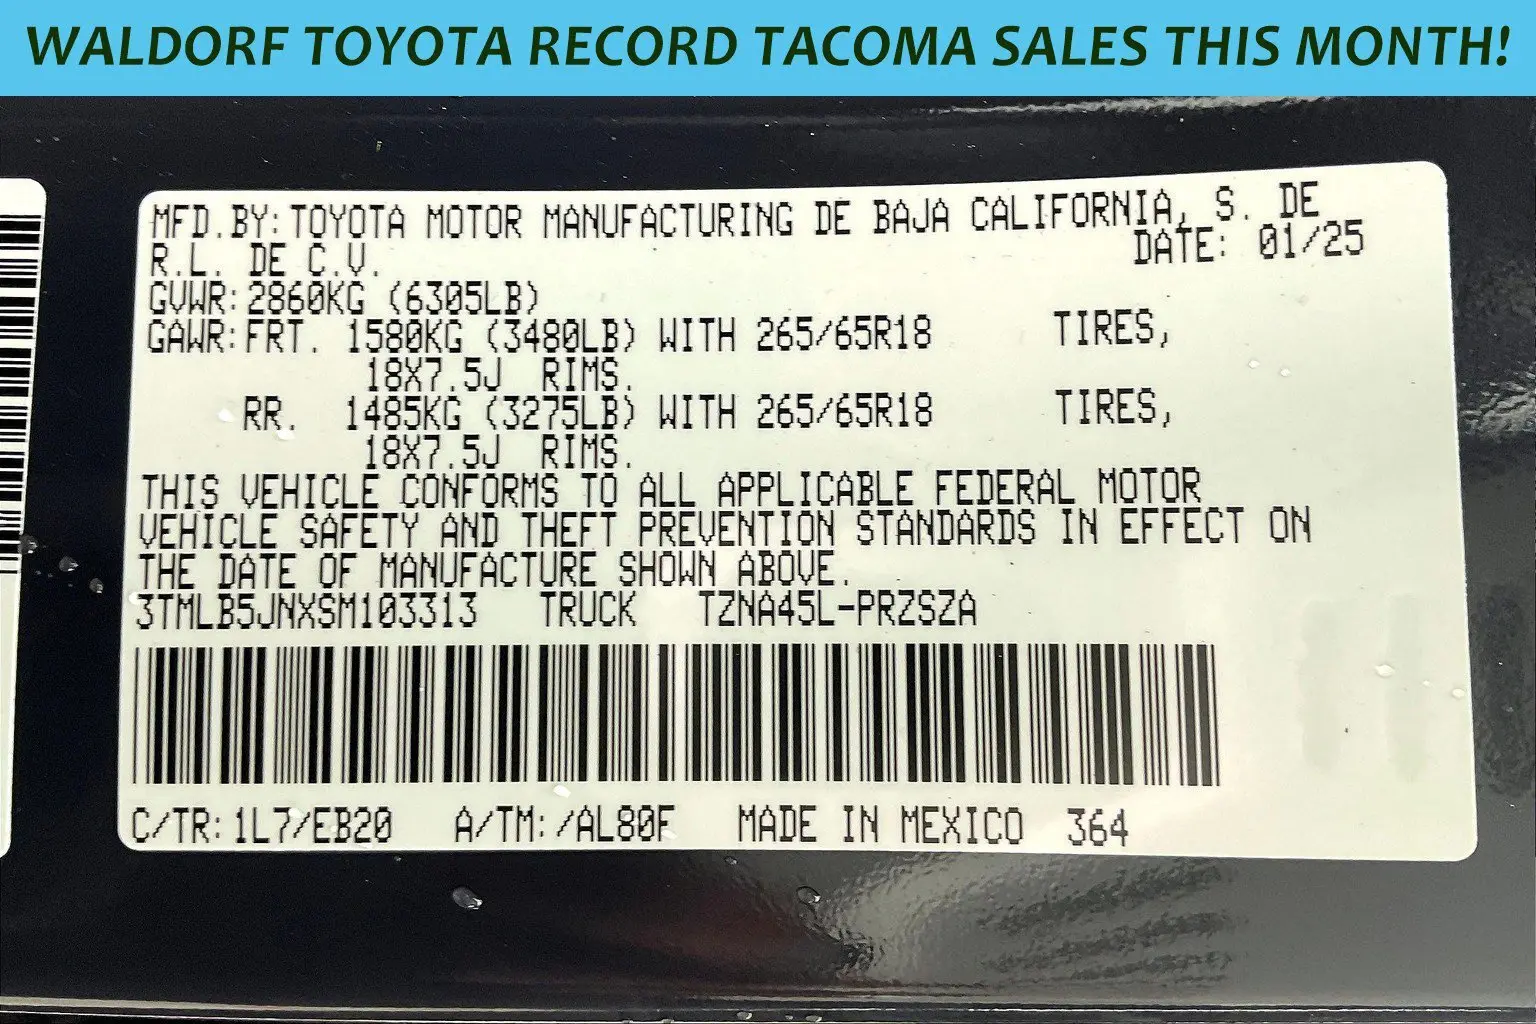 WALDORF TOYOTA RECORD TACOMA SALES THIS MONTH!
MFD.BY:TOYOTA MOTOR MANUFACTURING DE BAJA CALIFORNIA, S. DE
R.L. DE C.V. DATE: 01/25
GVWR:2860KG (6305LB)
GAWR:FRT. 1580KG (3480LB) WITH 265/65R18 TIRES,
18X7.5J RIMS.
RR. 1485KG (3275LB) WITH 265/65R18 TIRES,
18X7.5J RIMS.
THIS VEHICLE CONFORMS TO ALL APPLICABLE FEDERAL MOTOR
VEHICLE SAFETY AND THEFT PREVENTION STANDARDS IN EFFECT ON
THE DATE OF MANUFACTURE SHOWN ABOVE.
3TMLB5JNXSM103313 TRUCK TZNA45L-PRZSZA
C/TR:1L7/EB20 A/TM:/AL80F MADE IN MEXICO 364